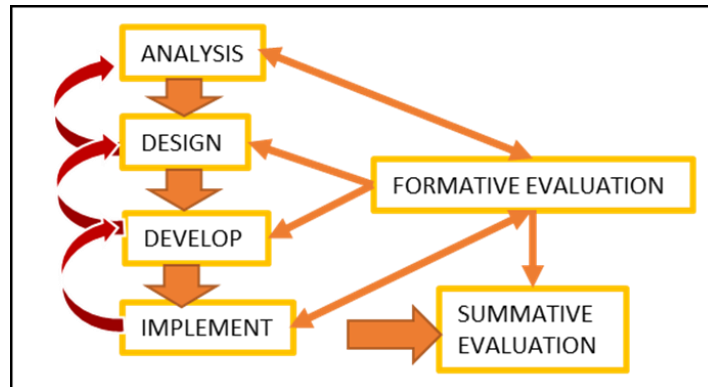 ANALYSIS
DESIGN
FORMATIVE EVALUATION
DEVELOP
IMPLEMENT
SUMMATIVE
EVALUATION